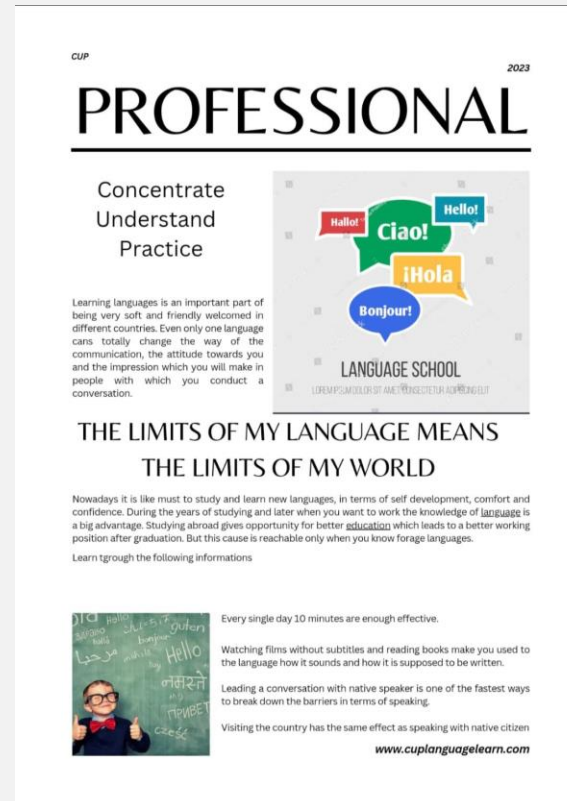 CUP
2023
PROFESSIONAL
Concentrate
Understand
Practice
Hallo!
Ciao!
Hello!
¡Hola
Bonjour!
LANGUAGE SCHOOL
LOREM IPSUM DOLOR SIT AMET, CONSECTETUR ADIPISCING ELIT
Learning languages is an important part of
being very soft and friendly welcomed in
different countries. Even only one language
cans totally change the way of the
communication, the attitude towards you
and the impression which you will make in
people with which you conduct a
conversation.
THE LIMITS OF MY LANGUAGE MEANS
THE LIMITS OF MY WORLD
Nowadays it is like must to study and learn new languages, in terms of self development, comfort and
confidence. During the years of studying and later when you want to work the knowledge of language is
a big advantage. Studying abroad gives opportunity for better education which leads to a better working
position after graduation. But this cause is reachable only when you know forage languages.
Learn tgrough the following informations
Hallo
guten
bonjour
Hello
مرحبا
नमस्ते
ПРИВЕТ
cześć
Every single day 10 minutes are enough effective.
Watching films without subtitles and reading books make you used to
the language how it sounds and how it is supposed to be written.
Leading a conversation with native speaker is one of the fastest ways
to break down the barriers in terms of speaking.
Visiting the country has the same effect as speaking with native citizen
www.cuplanguagelearn.com